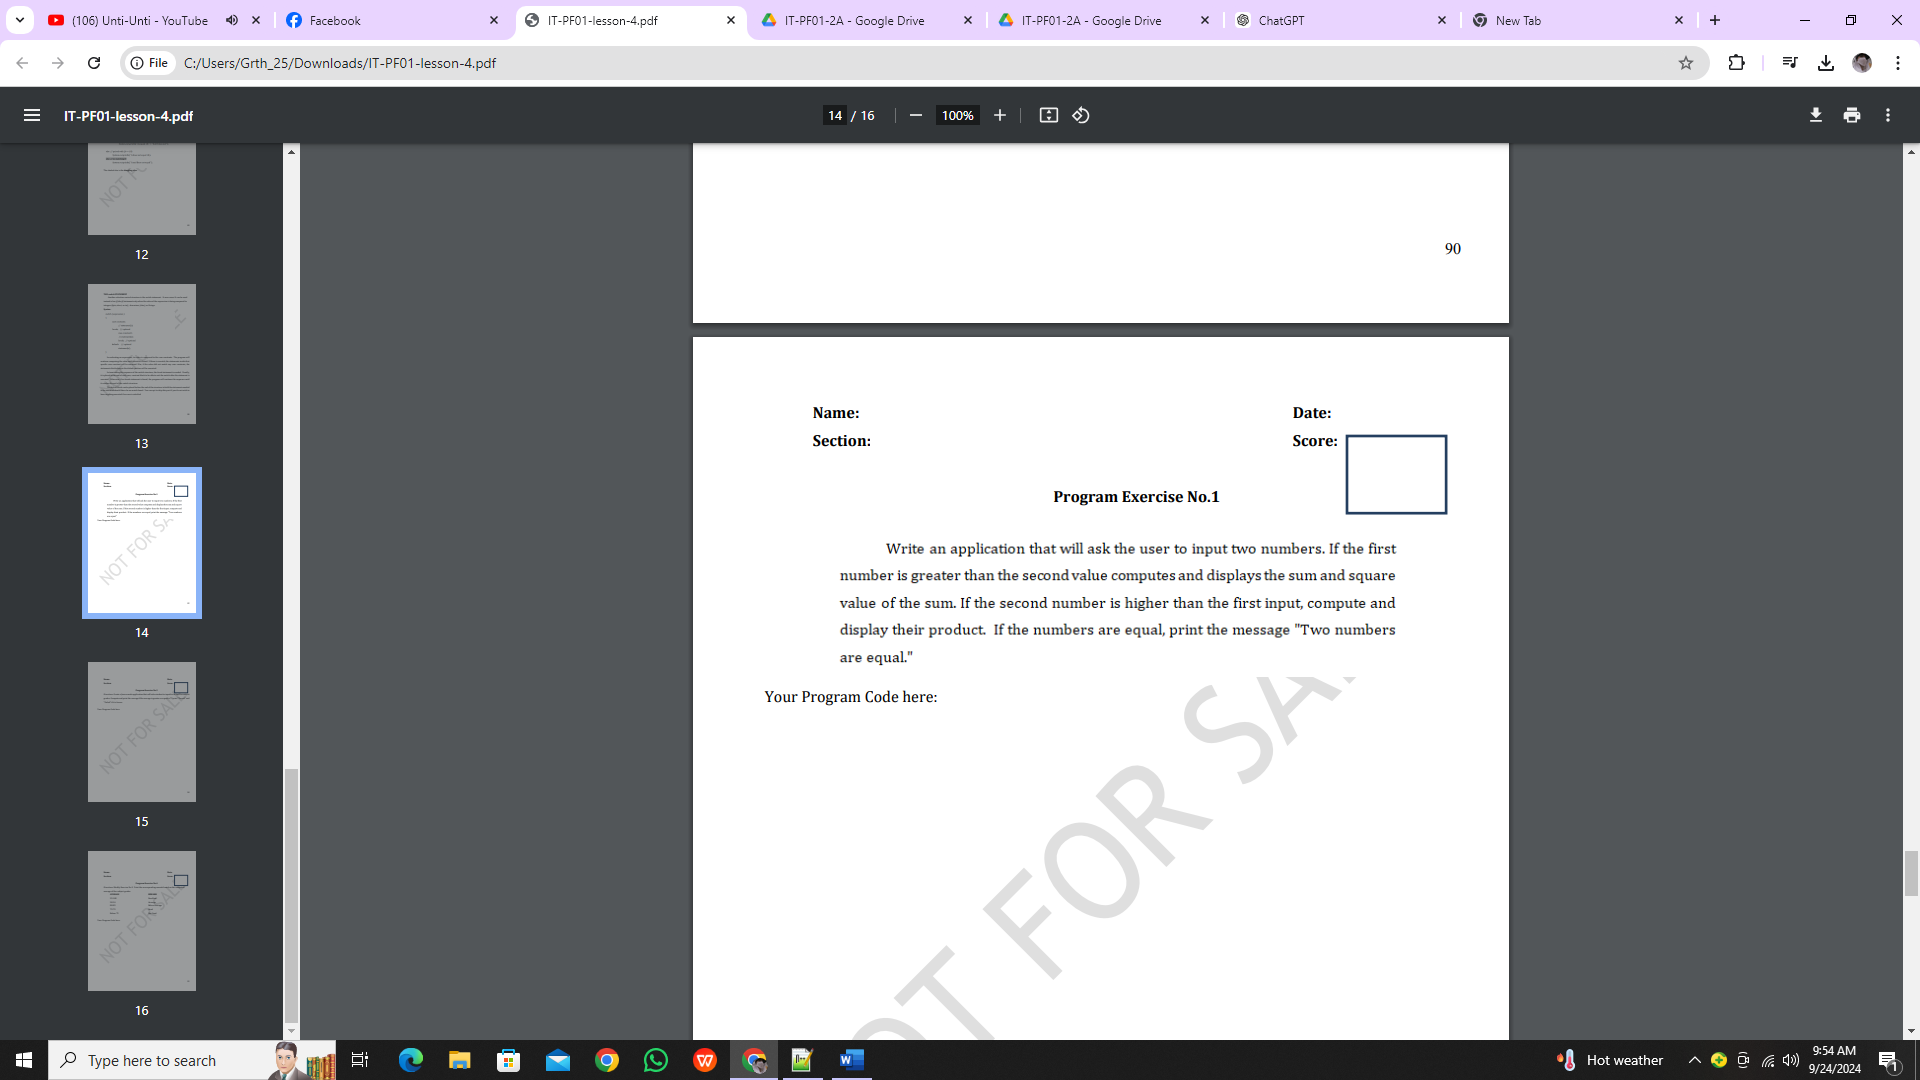 (106) Unti-Unti - YouTube
Facebook
IT-PF01-lesson-4.pdf
IT-PF01-2A - Google Drive
IT-PF01-2A - Google Drive
ChatGPT
New Tab
File
C:/Users/Grth_25/Downloads/IT-PF01-lesson-4.pdf
IT-PF01-lesson-4.pdf
14 / 16
100%
12
13
14
15
16
90
Name:
Date:
Section:
Score:
Program Exercise No.1
Write an application that will ask the user to input two numbers. If the first
number is greater than the second value computes and displays the sum and square
value of the sum. If the second number is higher than the first input, compute and
display their product. If the numbers are equal, print the message "Two numbers
are equal."
Your Program Code here:
NOT FOR SALE
Type here to search
Hot weather
9:54 AM
9/24/2024
1